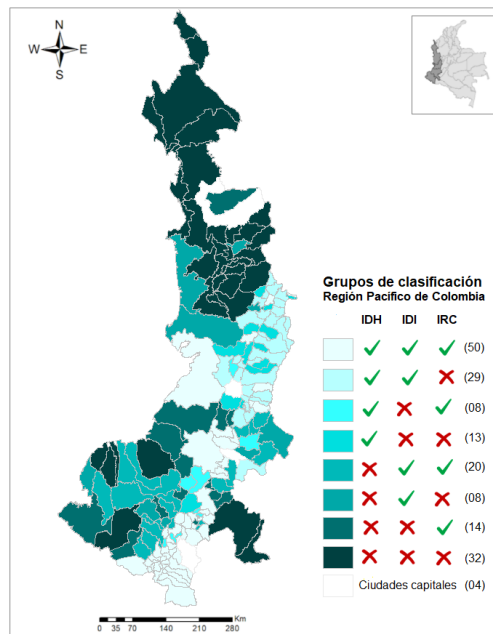 N
W E
S
Grupos de clasificación
Región Pacífico de Colombia
IDH IDI IRC
(50)
(29)
(08)
(13)
(20)
(08)
(14)
(32)
Ciudades capitales (04)
Km
0 35 70 140 210 280